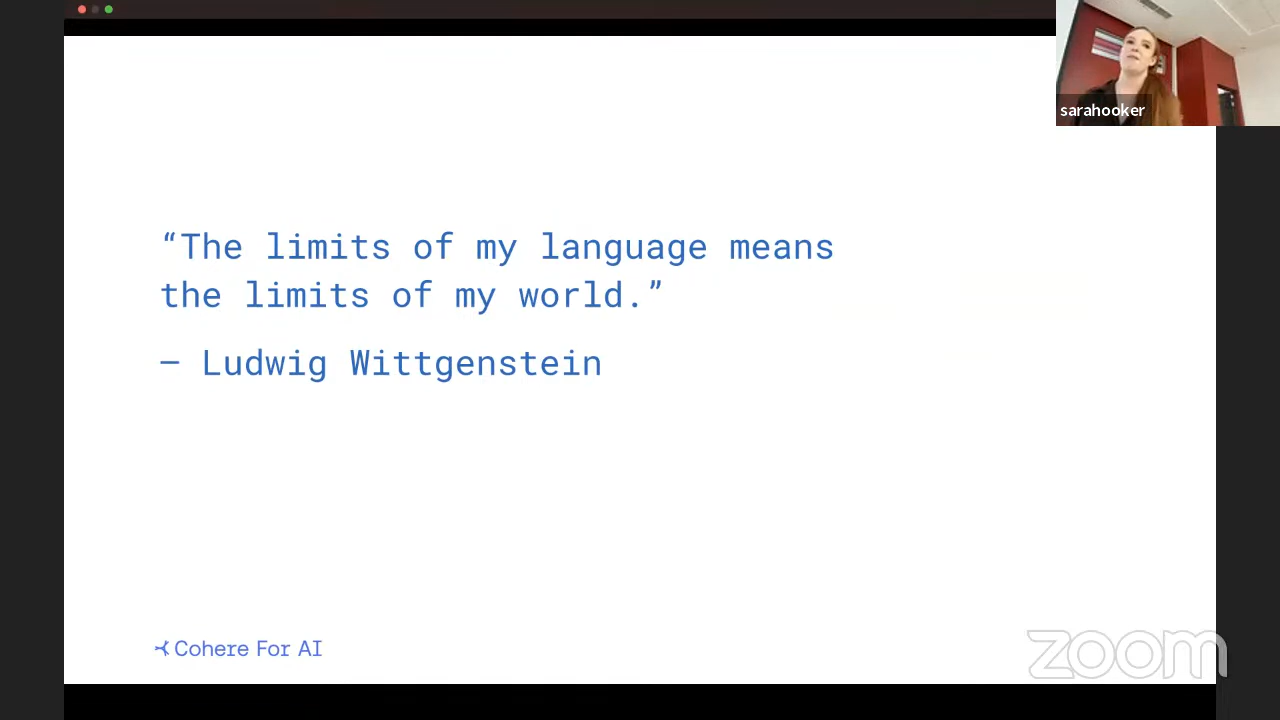 sarahooker
“The limits of my language means
the limits of my world.”
— Ludwig Wittgenstein
Cohere For AI
zoom